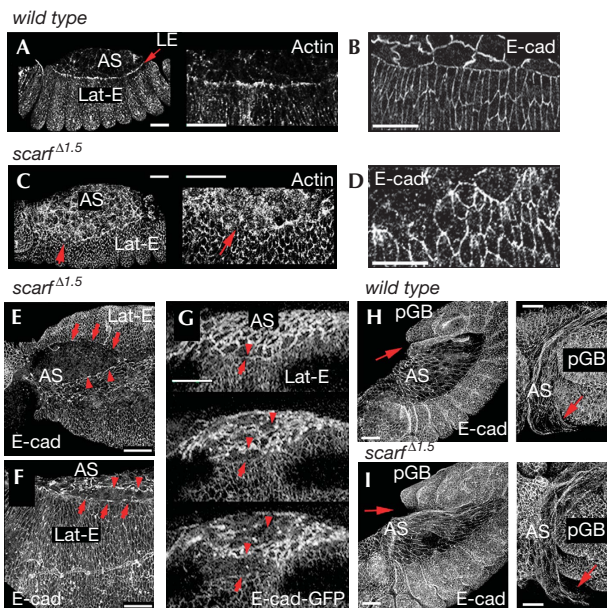 wild type
A
LE
AS
Lat-E
Actin
B
E-cad
scarf Δ1.5
C
AS
Lat-E
Actin
D
E-cad
scarf Δ1.5
E
Lat-E
AS
E-cad
F
AS
Lat-E
E-cad
G
AS
Lat-E
E-cad-GFP
wild type
H
pGB
AS
E-cad
AS
pGB
scarf Δ1.5
I
pGB
AS
E-cad
AS
pGB